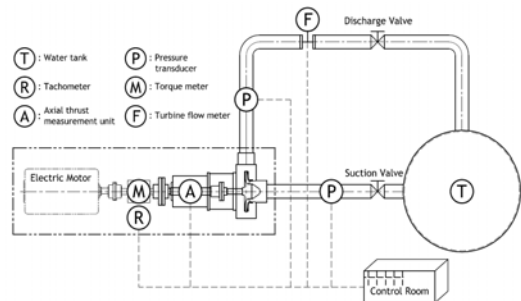 F
Discharge Valve
T : Water tank
P : Pressure transducer
R : Tachometer
M : Torque meter
A : Axial thrust measurement unit
F : Turbine flow meter
P
Electric Motor
Suction Valve
M
A
P
T
R
Control Room